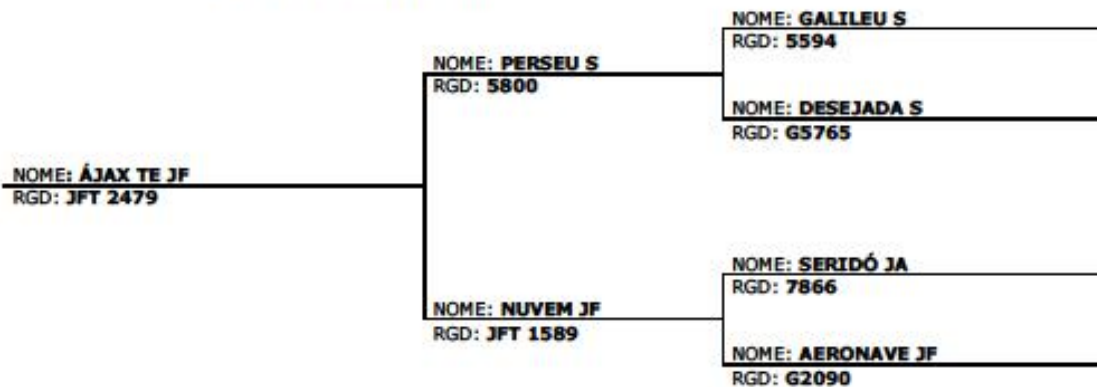 NOME: GALILEU S
RGD: 5594
NOME: PERSEU S
RGD: 5800
NOME: DESEJADA S
RGD: G5765
NOME: ÁJAX TE JF
RGD: JFT 2479
NOME: SERIDÓ JA
RGD: 7866
NOME: NUVEM JF
RGD: JFT 1589
NOME: AERONAVE JF
RGD: G2090